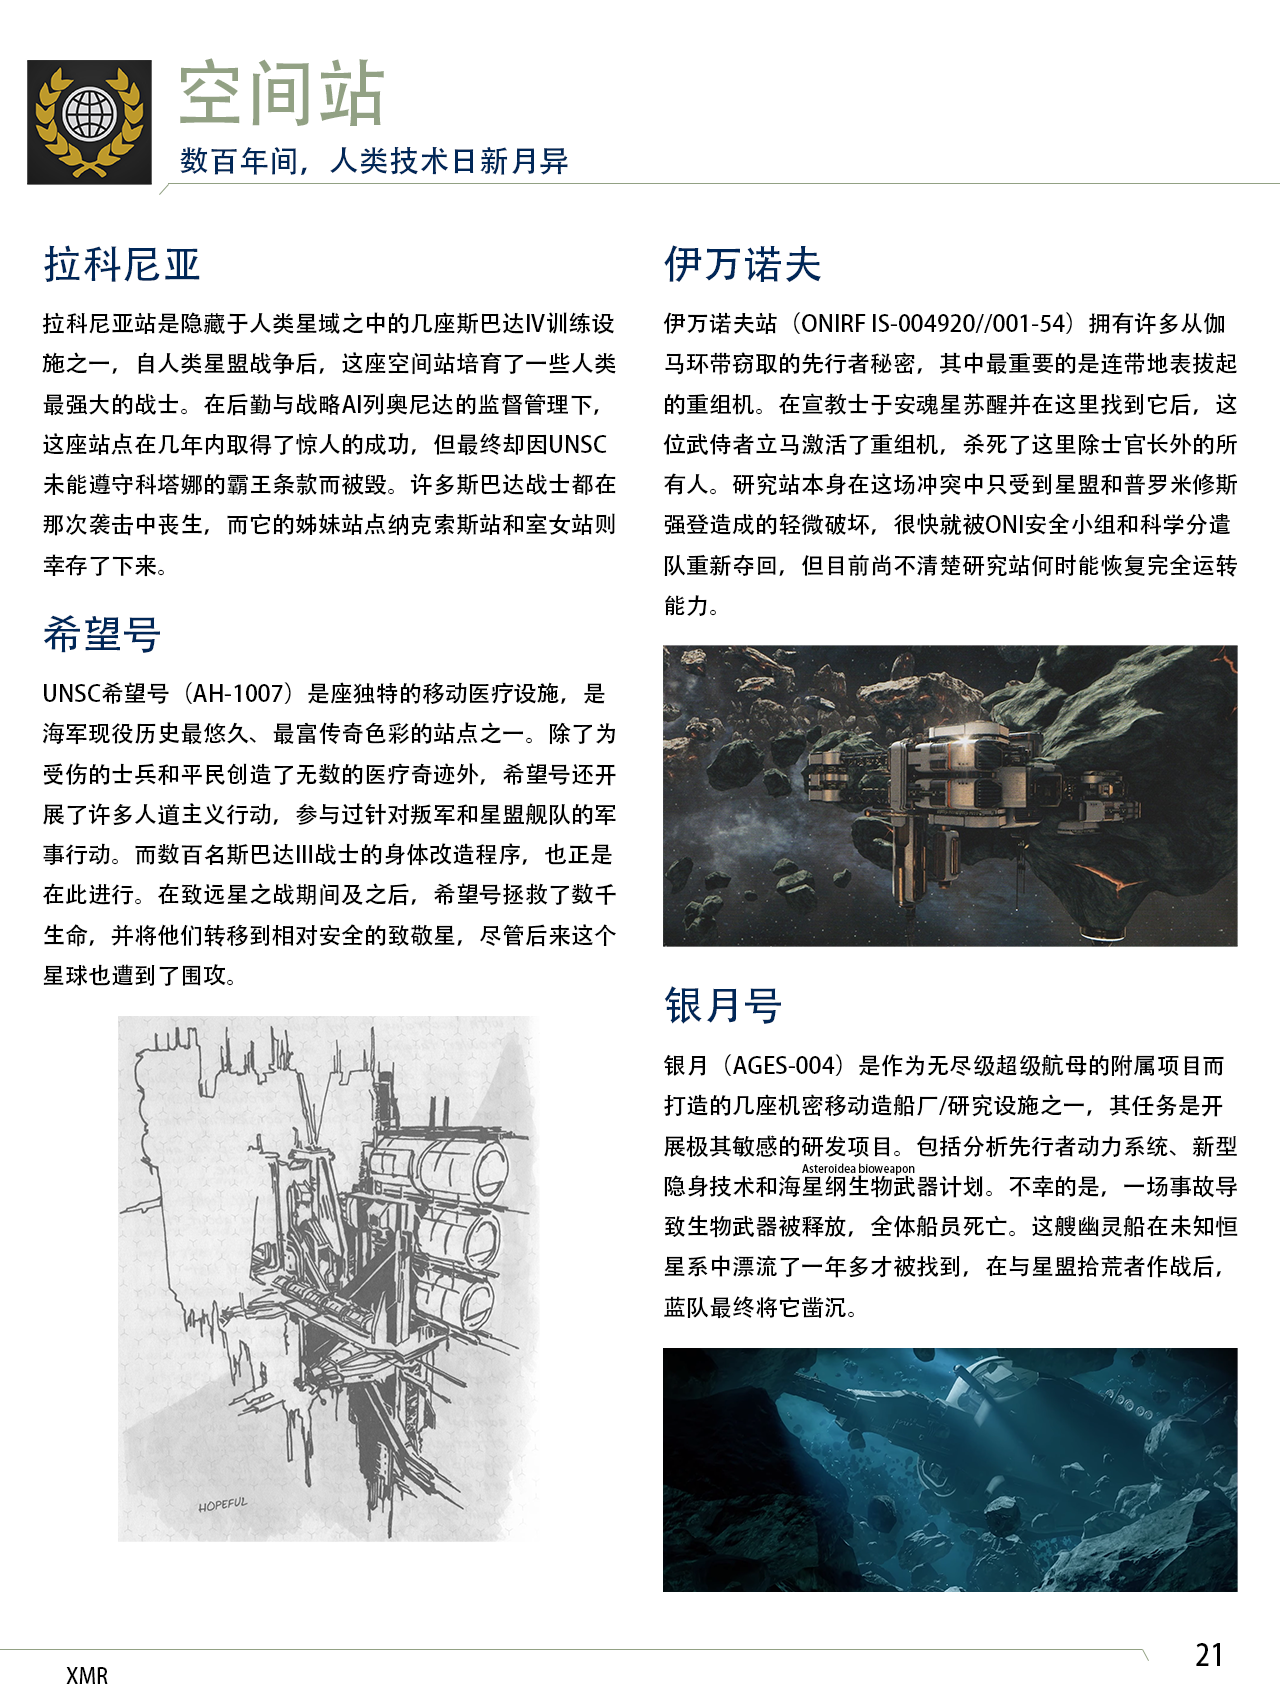 空间站
数百年间，人类技术日新月异
拉科尼亚
拉科尼亚站是隐藏于人类星域之中的几座斯巴达IV训练设
施之一，自人类星盟战争后，这座空间站培育了一些人类
最强大的战士。在后勤与战略AI列奥尼达的监督管理下，
这座站点在几年内取得了惊人的成功，但最终却因UNSC
未能遵守科塔娜的霸王条款而被毁。许多斯巴达战士都在
那次袭击中丧生，而它的姊妹站点纳克索斯站和室女站则
幸存了下来。
希望号
UNSC希望号（AH-1007）是座独特的移动医疗设施，是
海军现役历史最悠久、最富传奇色彩的站点之一。除了为
受伤的士兵和平民创造了无数的医疗奇迹外，希望号还开
展了许多人道主义行动，参与过针对叛军和星盟舰队的军
事行动。而数百名斯巴达III战士的身体改造程序，也正是
在此进行。在致远星之战期间及之后，希望号拯救了数千
生命，并将他们转移到相对安全的致敬星，尽管后来这个
星球也遭到了围攻。
HOPEFUL
伊万诺夫
伊万诺夫站（ONIRF IS-004920//001-54）拥有许多从伽
马环带窃取的先行者秘密，其中最重要的是连带地表拔起
的重组机。在宣教士于安魂星苏醒并在这里找到它后，这
位武侍者立马激活了重组机，杀死了这里除士官长外的所
有人。研究站本身在这场冲突中只受到星盟和普罗米修斯
强登造成的轻微破坏，很快就被ONI安全小组和科学分遣
队重新夺回，但目前尚不清楚研究站何时能恢复完全运转
能力。
银月号
银月（AGES-004）是作为无尽级超级航母的附属项目而
打造的几座机密移动造船厂/研究设施之一，其任务是开
展极其敏感的研发项目。包括分析先行者动力系统、新型
Asteroidea bioweapon
隐身技术和海星纲生物武器计划。不幸的是，一场事故导
致生物武器被释放，全体船员死亡。这艘幽灵船在未知恒
星系中漂流了一年多才被找到，在与星盟拾荒者作战后，
蓝队最终将它凿沉。
XMR
21